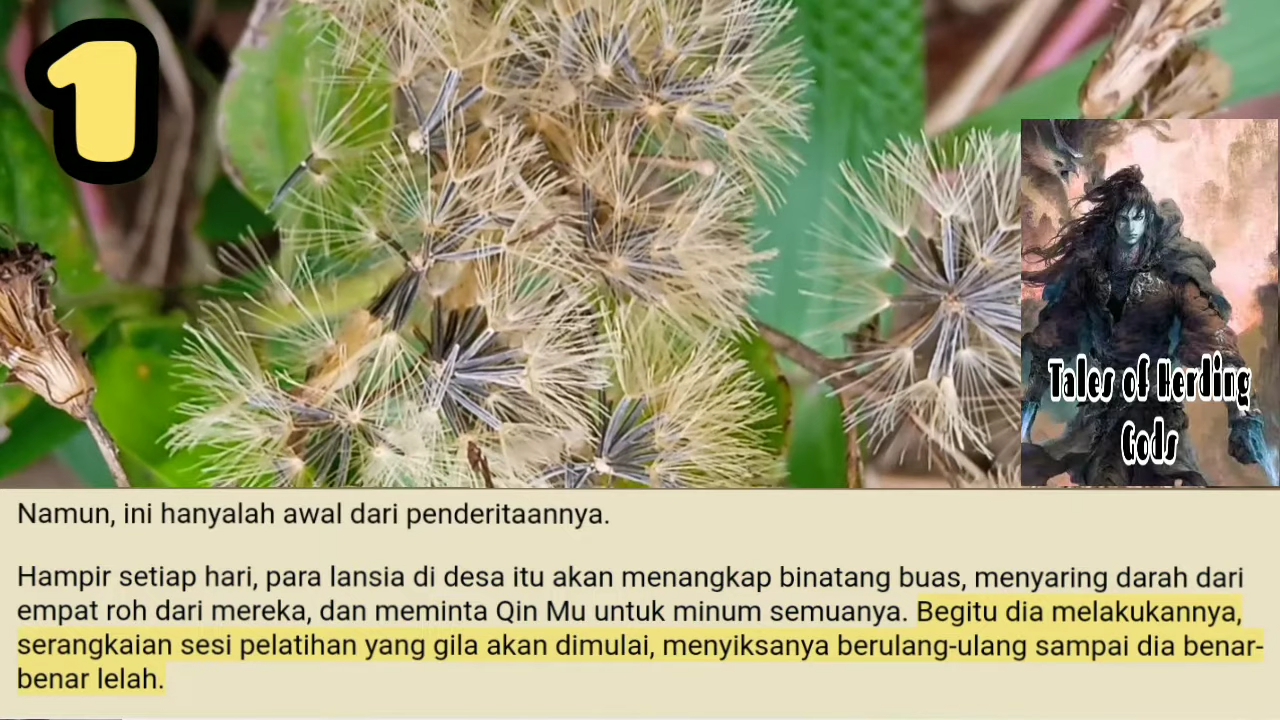 1
Tales of Herding
Gods
Namun, ini hanyalah awal dari penderitaannya.
Hampir setiap hari, para lansia di desa itu akan menangkap binatang buas, menyaring darah dari
empat roh dari mereka, dan meminta Qin Mu untuk minum semuanya. Begitu dia melakukannya,
serangkaian sesi pelatihan yang gila akan dimulai, menyiksanya berulang-ulang sampai dia benar-
benar lelah.